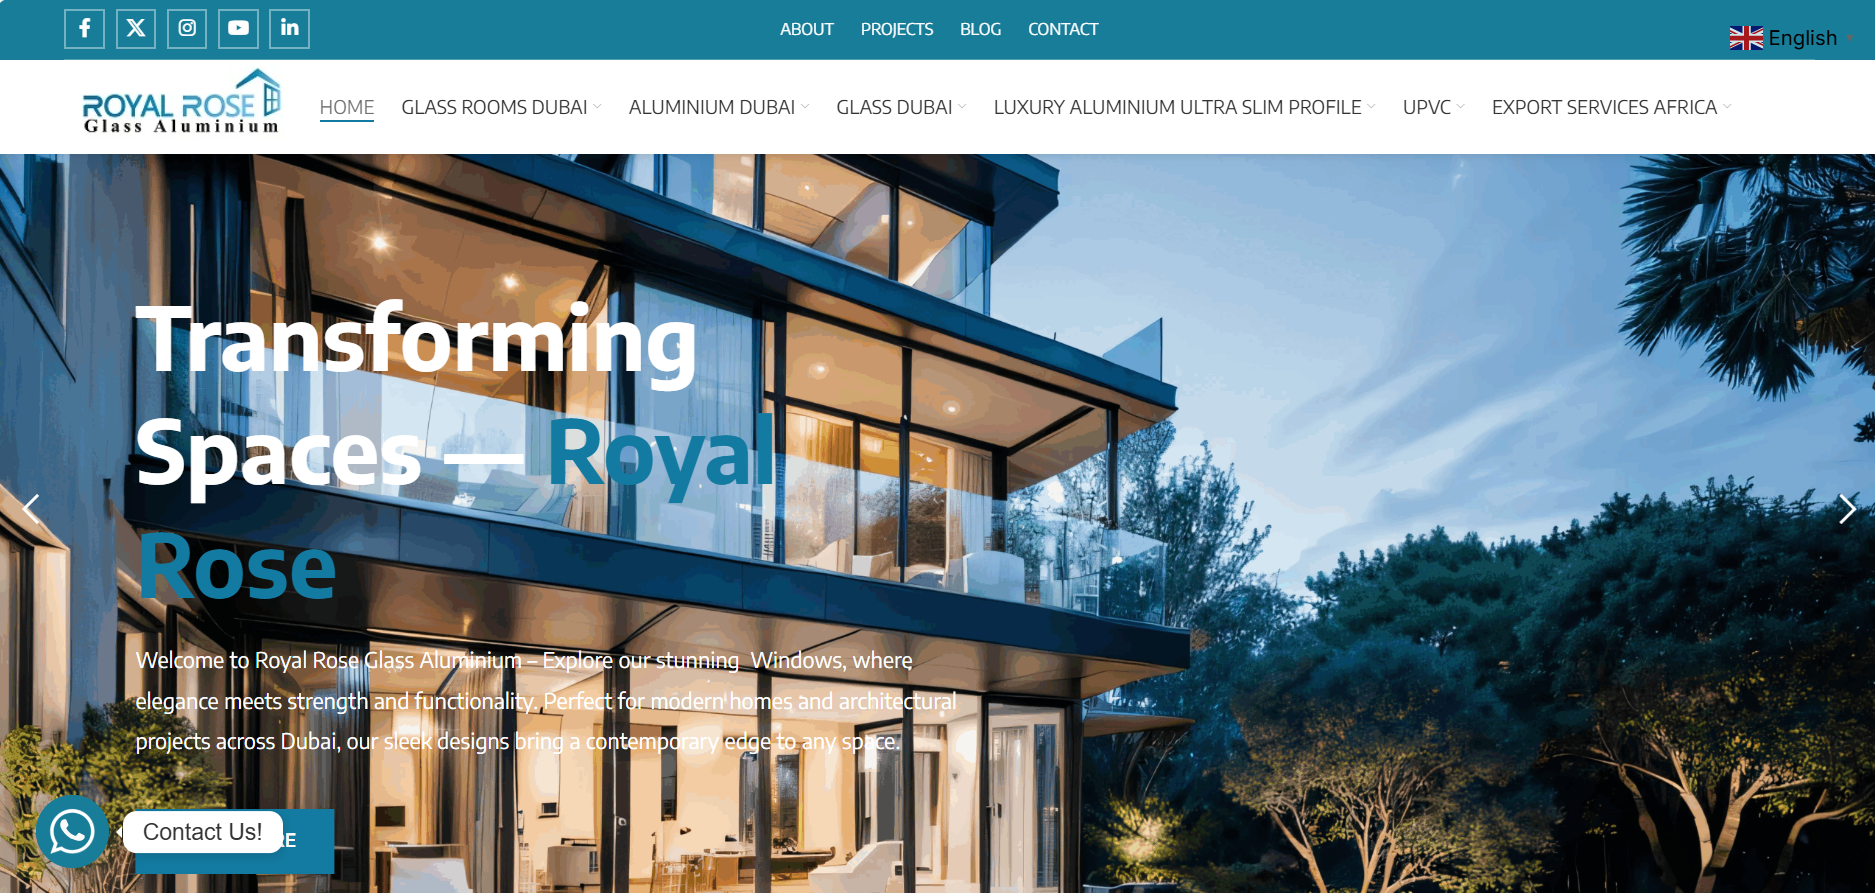 ABOUT PROJECTS BLOG CONTACT
English
ROYAL ROSE
Glass Aluminium
HOME GLASS ROOMS DUBAI ALUMINIUM DUBAI GLASS DUBAI LUXURY ALUMINIUM ULTRA SLIM PROFILE UPVC EXPORT SERVICES AFRICA
Transforming
Spaces — Royal
Rose
Welcome to Royal Rose Glass Aluminium – Explore our stunning Windows, where
elegance meets strength and functionality. Perfect for modern homes and architectural
projects across Dubai, our sleek designs bring a contemporary edge to any space.
Contact Us!